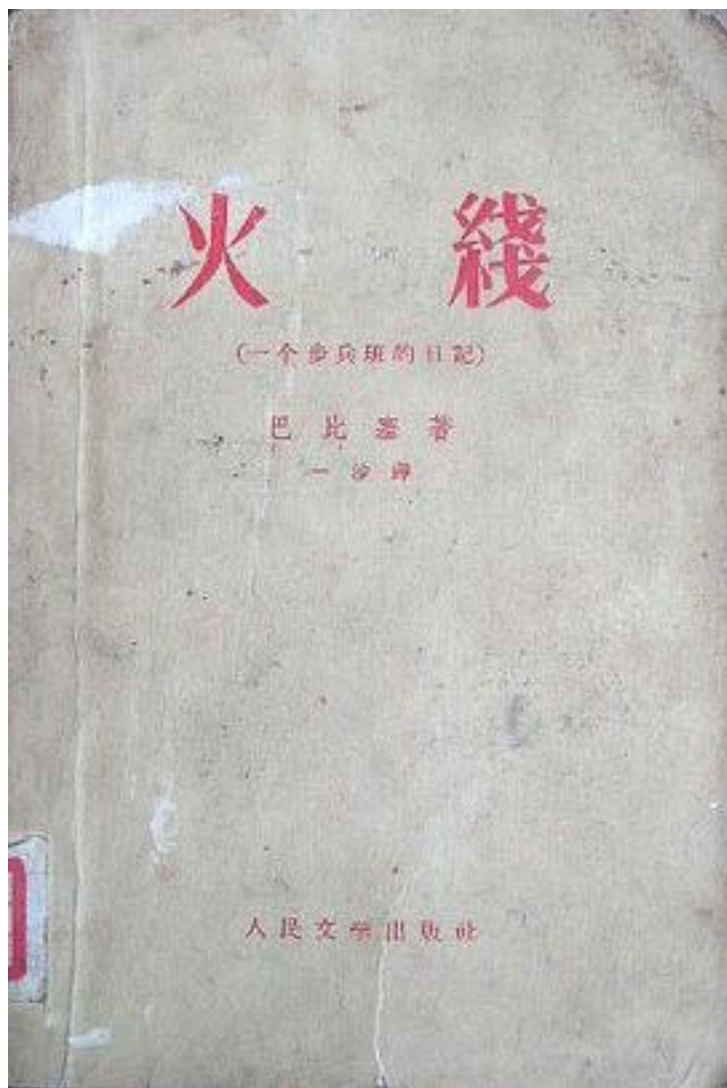 火 綫
(一个步兵班的日記)
巴比塞著
一沙譯
人民文学出版社